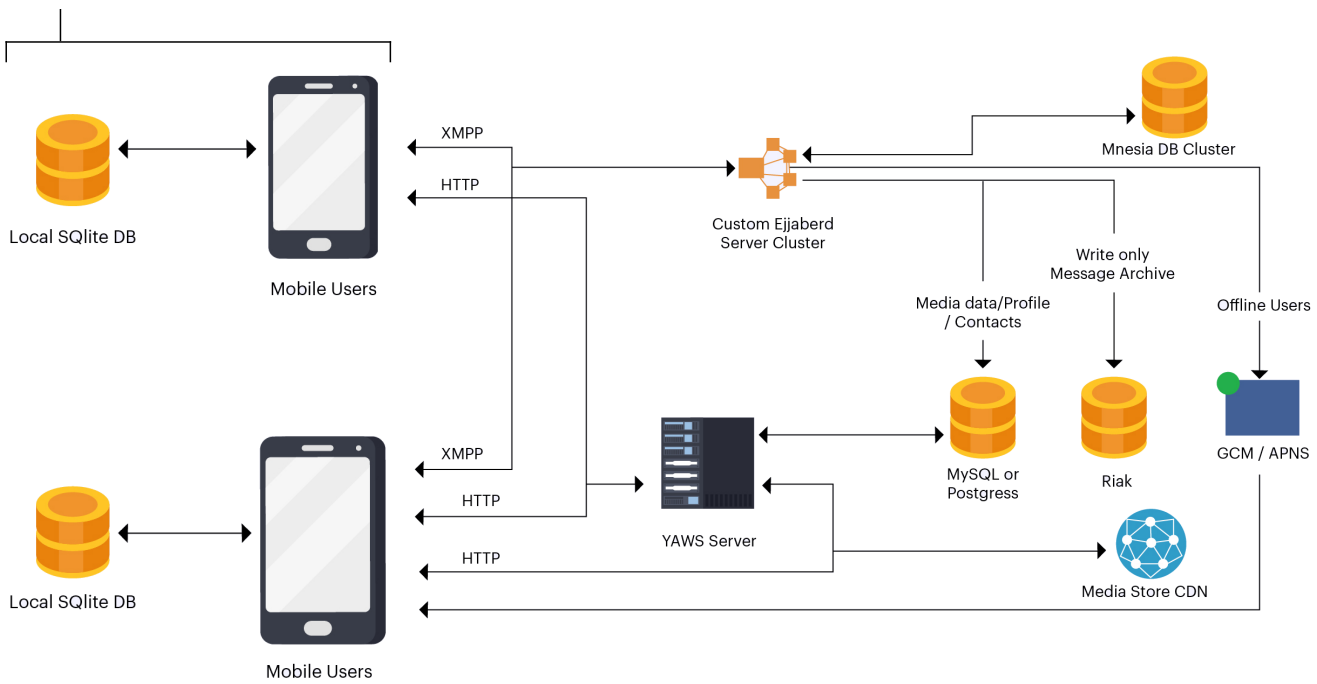 XMPP
Mnesia DB Cluster
HTTP
Local SQlite DB
Custom Ejjaberd
Server Cluster
Mobile Users
Write only
Message Archive
Media data/Profile
/ Contacts
Offline Users
XMPP
GCM / APNS
MySQL or
Postgress
Riak
HTTP
YAWS Server
HTTP
Media Store CDN
Local SQlite DB
Mobile Users